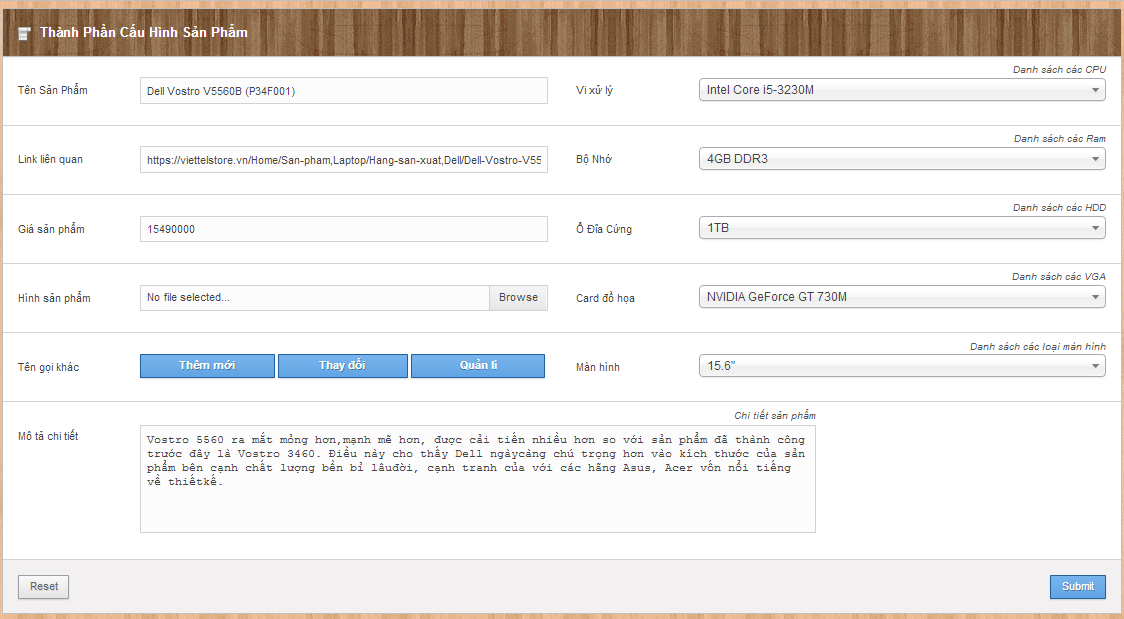 Thành Phần Cấu Hình Sản Phẩm
Danh sách các CPU
Tên Sản Phẩm
Dell Vostro V5560B (P34F001)
Vi xử lý
Intel Core i5-3230M
Danh sách các Ram
Link liên quan
https://viettelstore.vn/Home/San-pham,Laptop/Hang-san-xuat,Dell/Dell-Vostro-V55
Bộ Nhớ
4GB DDR3
Danh sách các HDD
Giá sản phẩm
15490000
Ổ Đĩa Cứng
1TB
Danh sách các VGA
Hình sản phẩm
No file selected...
Browse
Card đồ họa
NVIDIA GeForce GT 730M
Danh sách các loại màn hình
Tên gọi khác
Thêm mới
Thay đổi
Quản lí
Màn hình
15.6"
Chi tiết sản phẩm
Mô tả chi tiết
Vostro 5560 ra mắt mỏng hơn,mạnh mẽ hơn, được cải tiến nhiều hơn so với sản phẩm đã thành công
trước đây là Vostro 3460. Điều này cho thấy Dell ngàycàng chú trọng hơn vào kích thước của sản
phẩm bên cạnh chất lượng bền bỉ lâuđời, cạnh tranh của với các hãng Asus, Acer vốn nổi tiếng
về thiếtkế.
Reset
Submit